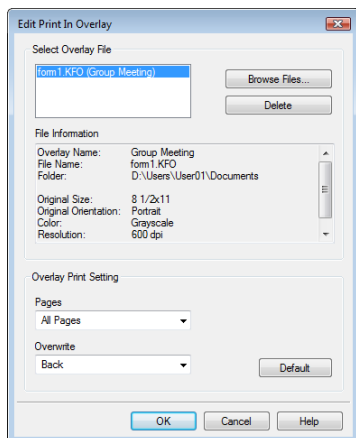 Edit Print In Overlay
Select Overlay File
form1.KFO (Group Meeting)
Browse Files...
Delete
File Information
Overlay Name: Group Meeting
File Name: form1.KFO
Folder: D:\Users\User01\Documents
Original Size: 8 1/2x11
Original Orientation: Portrait
Color: Grayscale
Resolution: 600 dpi
Overlay Print Setting
Pages
All Pages
Overwrite
Back
Default
OK Cancel Help